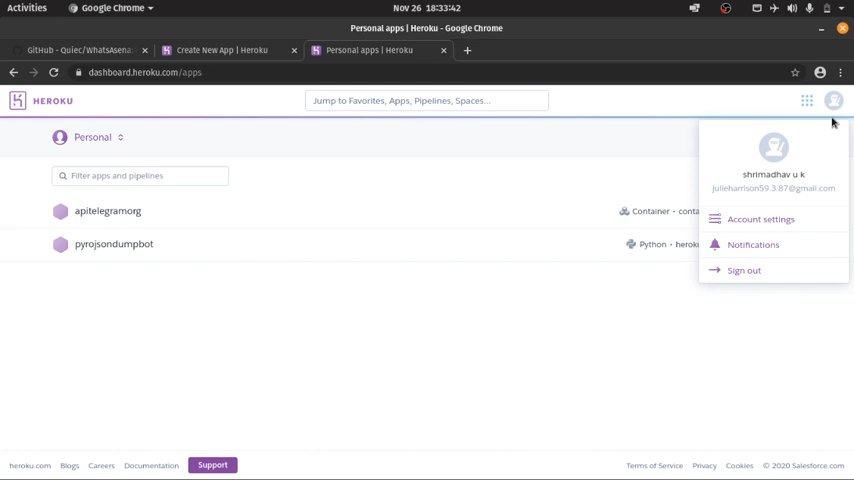 Activities
Google Chrome
Nov 26 18:33:42
Personal apps | Heroku - Google Chrome
GitHub - Quiec/WhatsAsena:
Create New App | Heroku
Personal apps | Heroku
dashboard.heroku.com/apps
HEROKU
Jump to Favorites, Apps, Pipelines, Spaces...
Personal
shrimadhav u k
julieharrison59.3.87@gmail.com
Filter apps and pipelines
apitelegramorg
Container • conta
Account settings
pyrojsondumpbot
Python • heroku
Notifications
Sign out
heroku.com Blogs Careers Documentation Support
Terms of Service Privacy Cookies © 2020 Salesforce.com